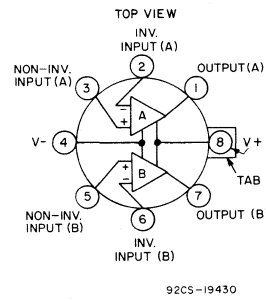 TOP VIEW
INV.
INPUT (A)
NON-INV.
INPUT (A)
OUTPUT (A)
2
3
1
− A
+
V- 4
8 V+
TAB
+ B
−
5
7
6
NON-INV.
INPUT (B)
OUTPUT (B
INV.
INPUT (B)
92CS-19430